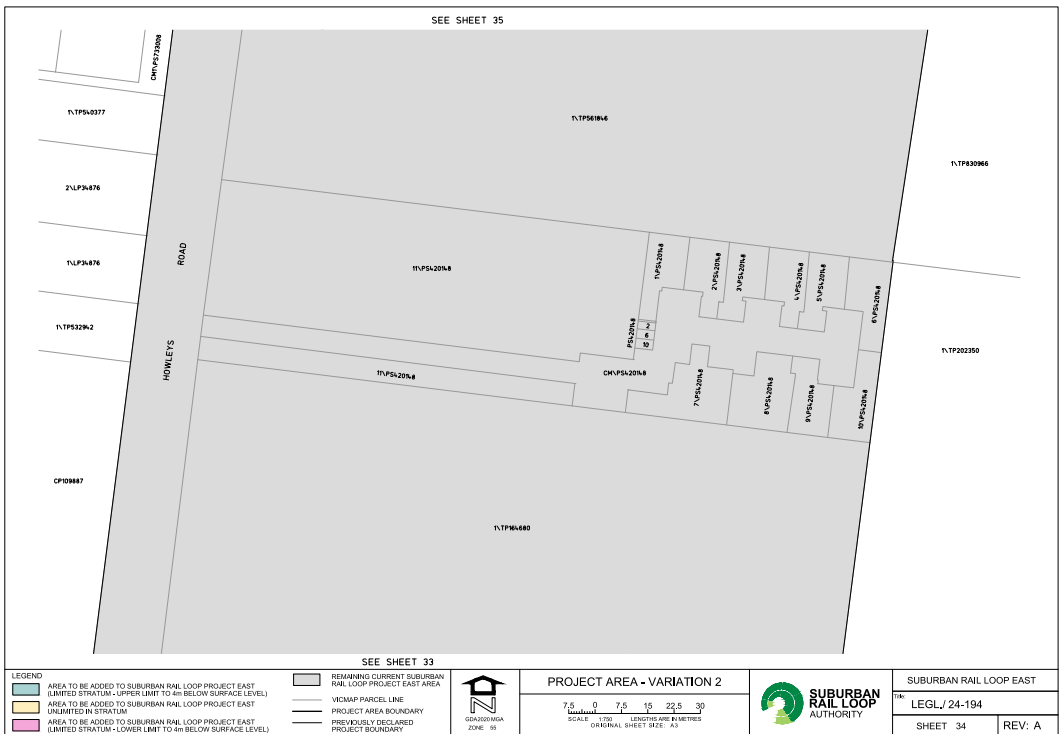 SEE SHEET 35
CM1\PS733008
1\TP540377
1\TP561846
1\TP830966
2\LP34876
ROAD
1\LP34876
11\PS420148
1\PS420148
2\PS420148
3\PS420148
4\PS420148
5\PS420148
6\PS420148
PS420148
2
6
10
1\TP532942
HOWLEYS
1\TP202350
11\PS420148
CM\PS420148
7\PS420148
8\PS420148
9\PS420148
10\PS420148
CP109887
1\TP164680
SEE SHEET 33
LEGEND
AREA TO BE ADDED TO SUBURBAN RAIL LOOP PROJECT EAST
(LIMITED STRATUM - UPPER LIMIT TO 4m BELOW SURFACE LEVEL)
AREA TO BE ADDED TO SUBURBAN RAIL LOOP PROJECT EAST
UNLIMITED IN STRATUM
AREA TO BE ADDED TO SUBURBAN RAIL LOOP PROJECT EAST
(LIMITED STRATUM - LOWER LIMIT TO 4m BELOW SURFACE LEVEL)
REMAINING CURRENT SUBURBAN
RAIL LOOP PROJECT EAST AREA
VICMAP PARCEL LINE
PROJECT AREA BOUNDARY
PREVIOUSLY DECLARED
PROJECT BOUNDARY
N
GDA2020 MGA
ZONE 55
PROJECT AREA - VARIATION 2
7.5 0 7.5 15 22.5 30
SCALE 1:750 LENGTHS ARE IN METRES
ORIGINAL SHEET SIZE: A3
SUBURBAN
RAIL LOOP
AUTHORITY
SUBURBAN RAIL LOOP EAST
Title:
LEGL./ 24-194
SHEET 34
REV: A